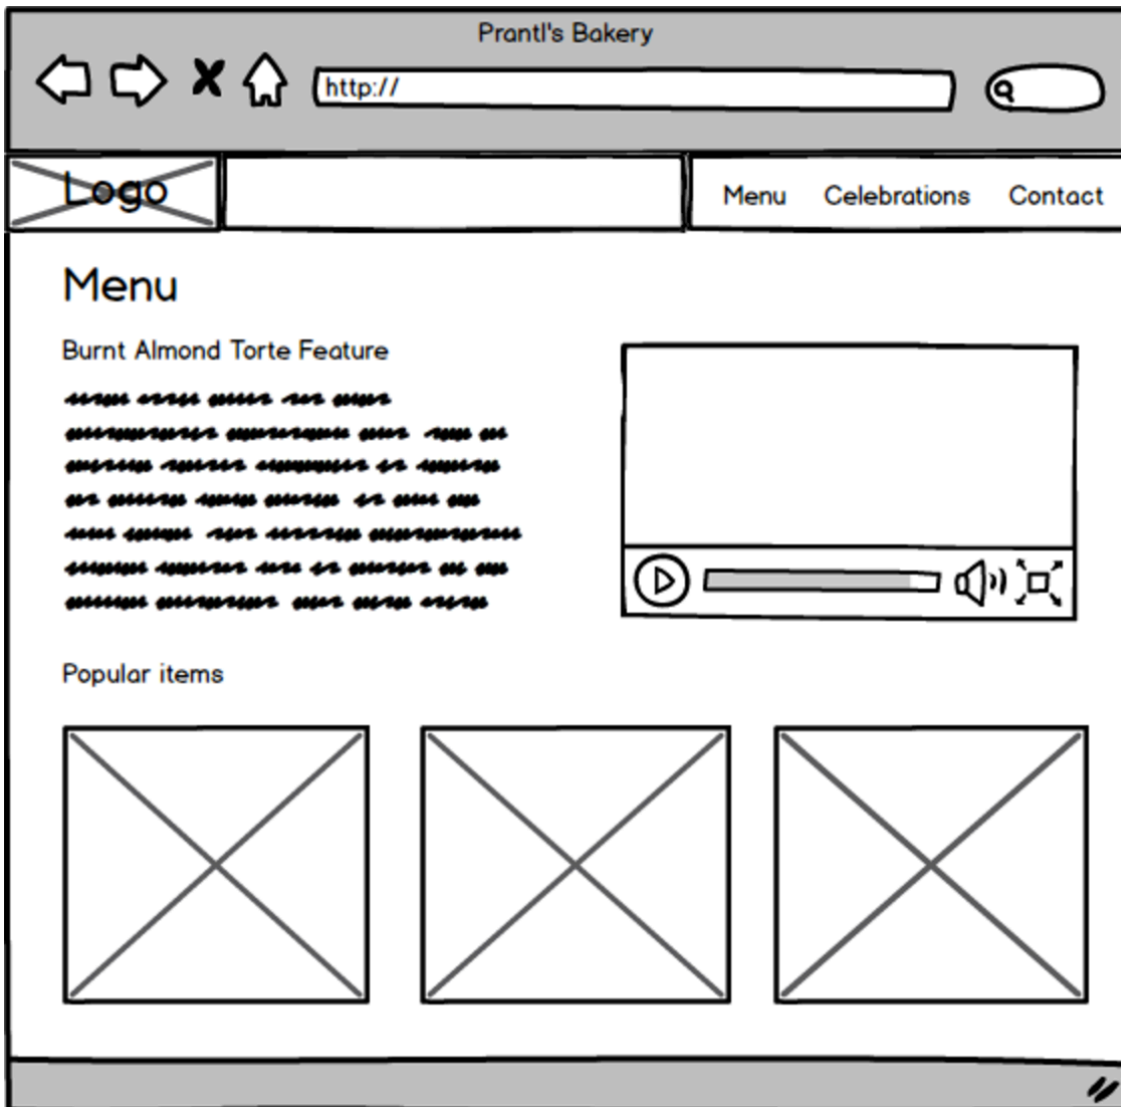 Prantl's Bakery
http://
Logo
Menu Celebrations Contact
Menu
Burnt Almond Torte Feature
Popular items